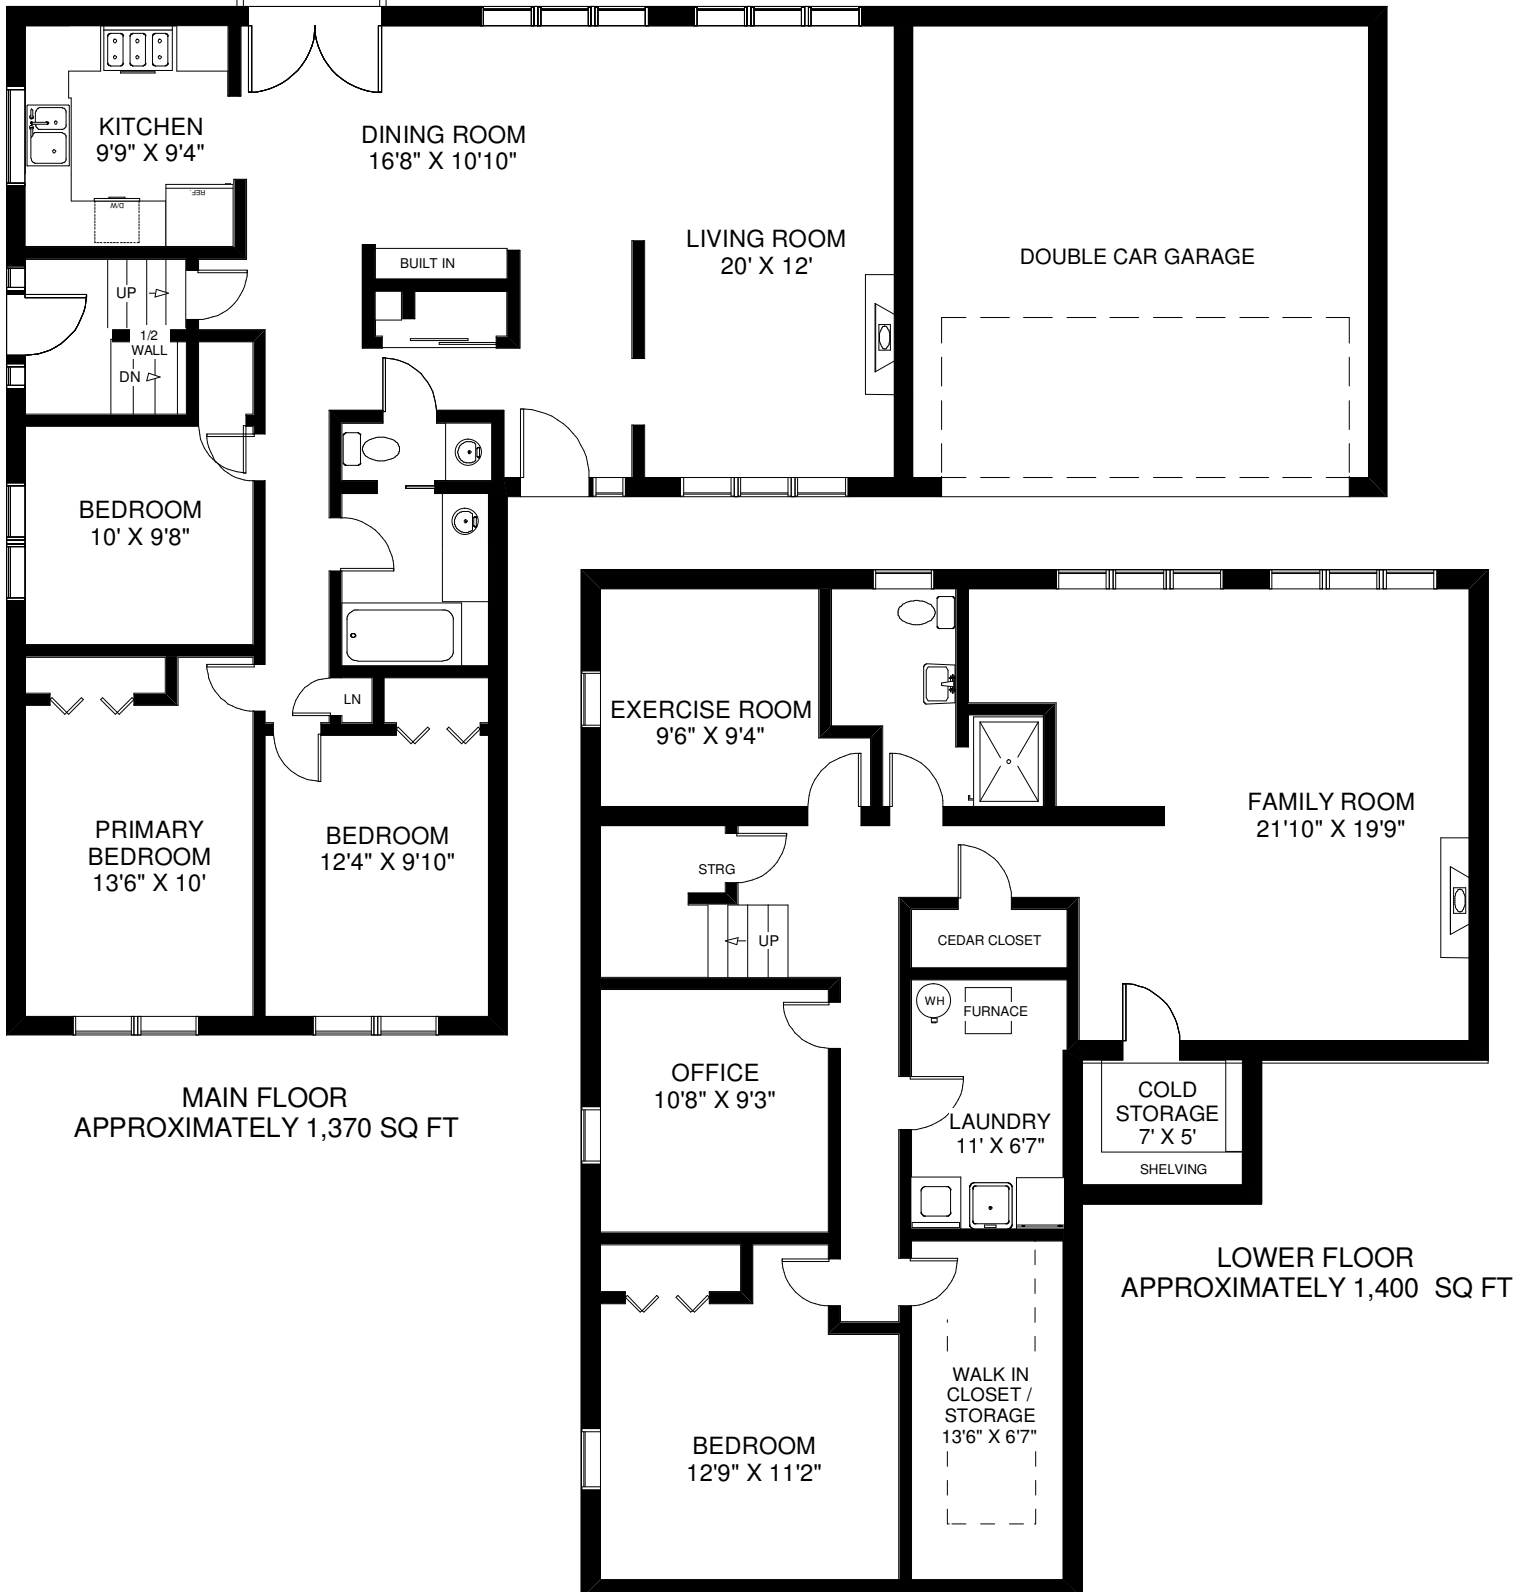 KITCHEN
9'9" X 9'4"
REF.
D/W
DINING ROOM
16'8" X 10'10"
BUILT IN
LIVING ROOM
20' X 12'
DOUBLE CAR GARAGE
UP
1/2
WALL
DN
BEDROOM
10' X 9'8"
LN
PRIMARY
BEDROOM
13'6" X 10'
BEDROOM
12'4" X 9'10"
MAIN FLOOR
APPROXIMATELY 1,370 SQ FT
EXERCISE ROOM
9'6" X 9'4"
FAMILY ROOM
21'10" X 19'9"
STRG
UP
CEDAR CLOSET
WH
FURNACE
OFFICE
10'8" X 9'3"
LAUNDRY
11' X 6'7"
COLD
STORAGE
7' X 5'
SHELVING
LOWER FLOOR
APPROXIMATELY 1,400 SQ FT
BEDROOM
12'9" X 11'2"
WALK IN
CLOSET /
STORAGE
13'6" X 6'7"